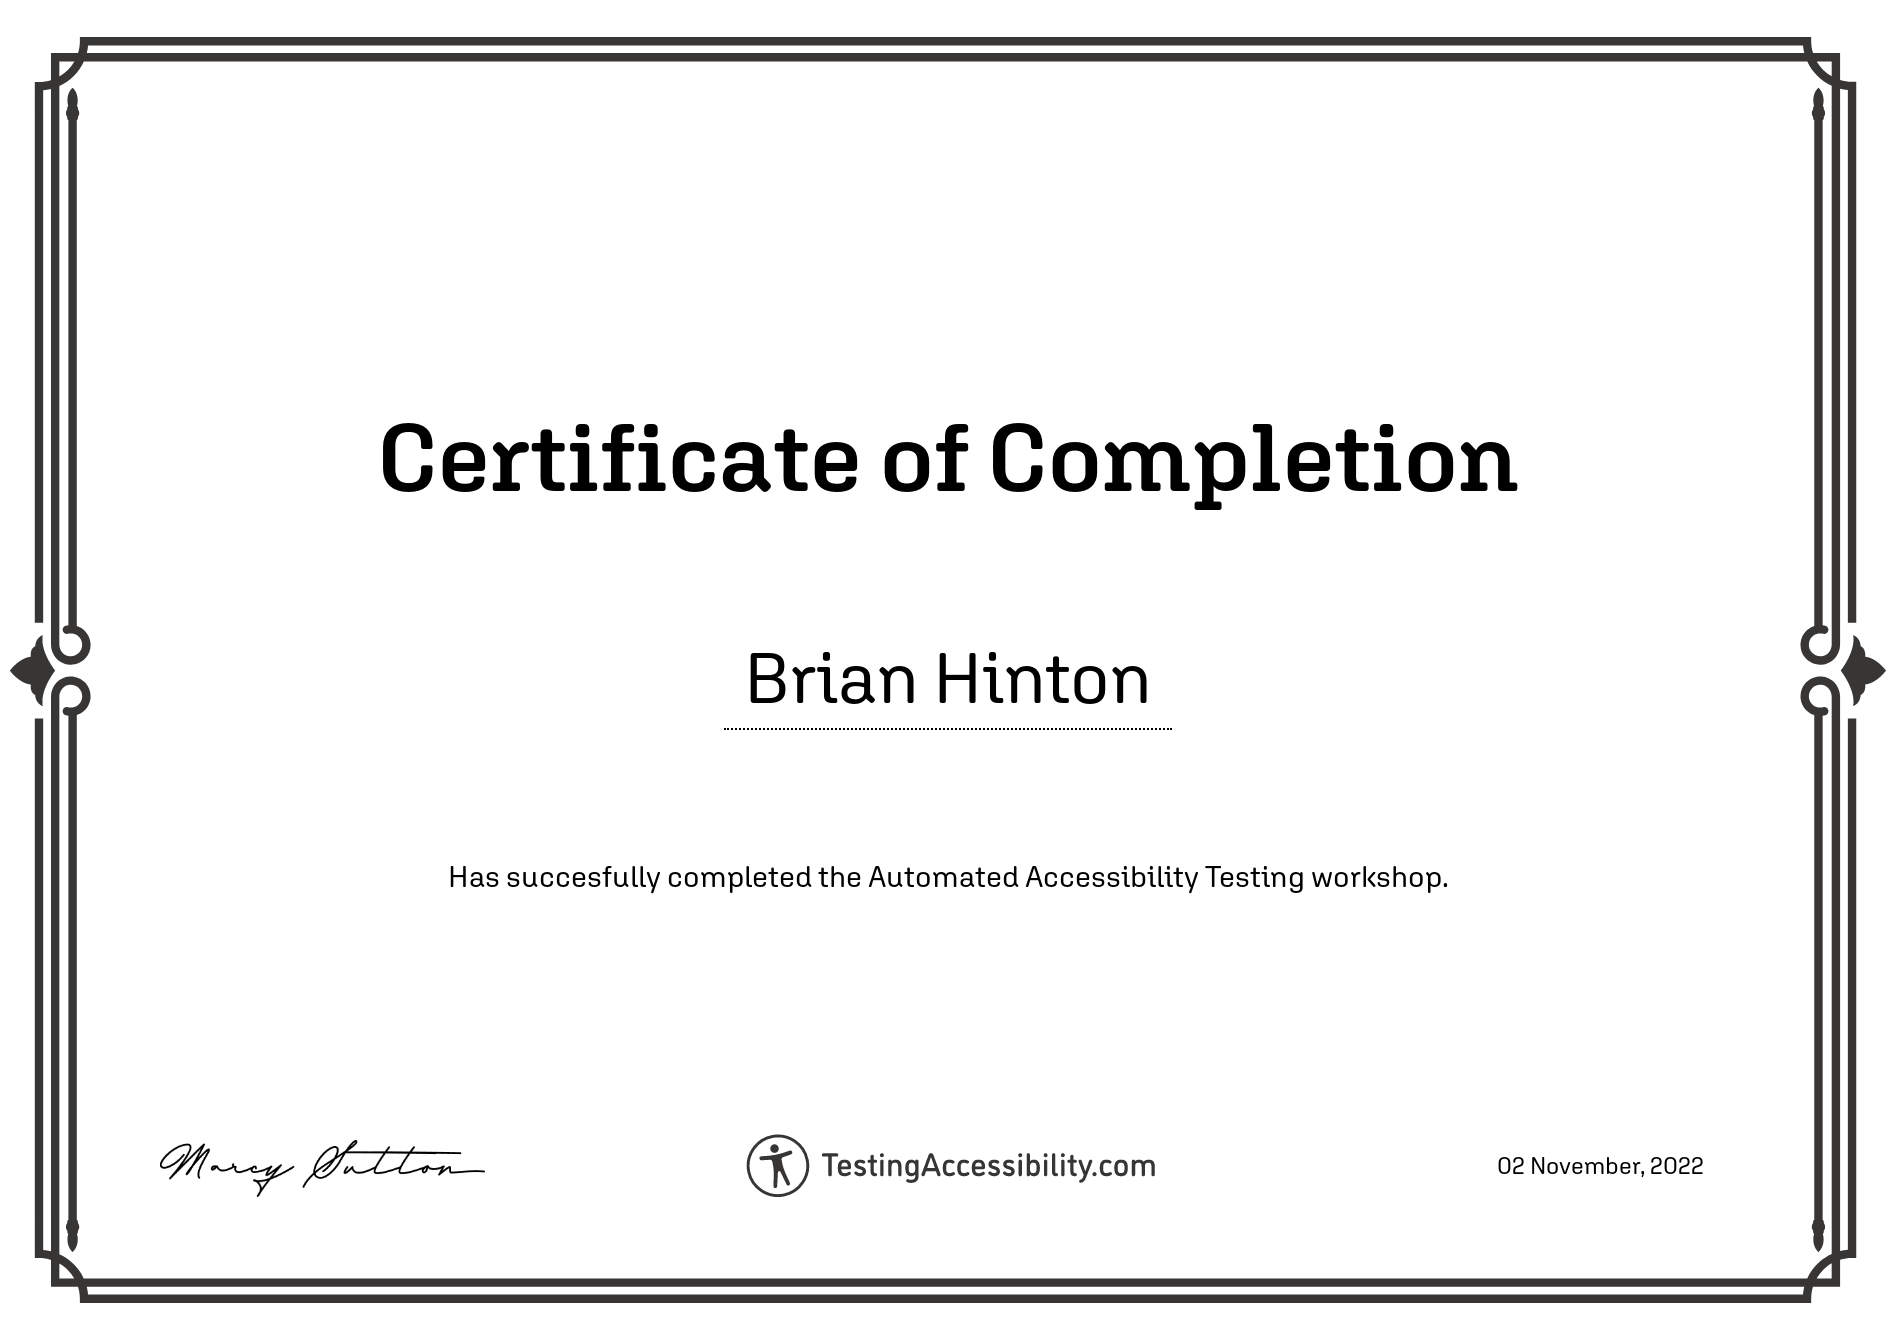 Certificate of Completion
Brian Hinton
Has succesfully completed the Automated Accessibility Testing workshop.
Marcy Sutton
TestingAccessibility.com
02 November, 2022